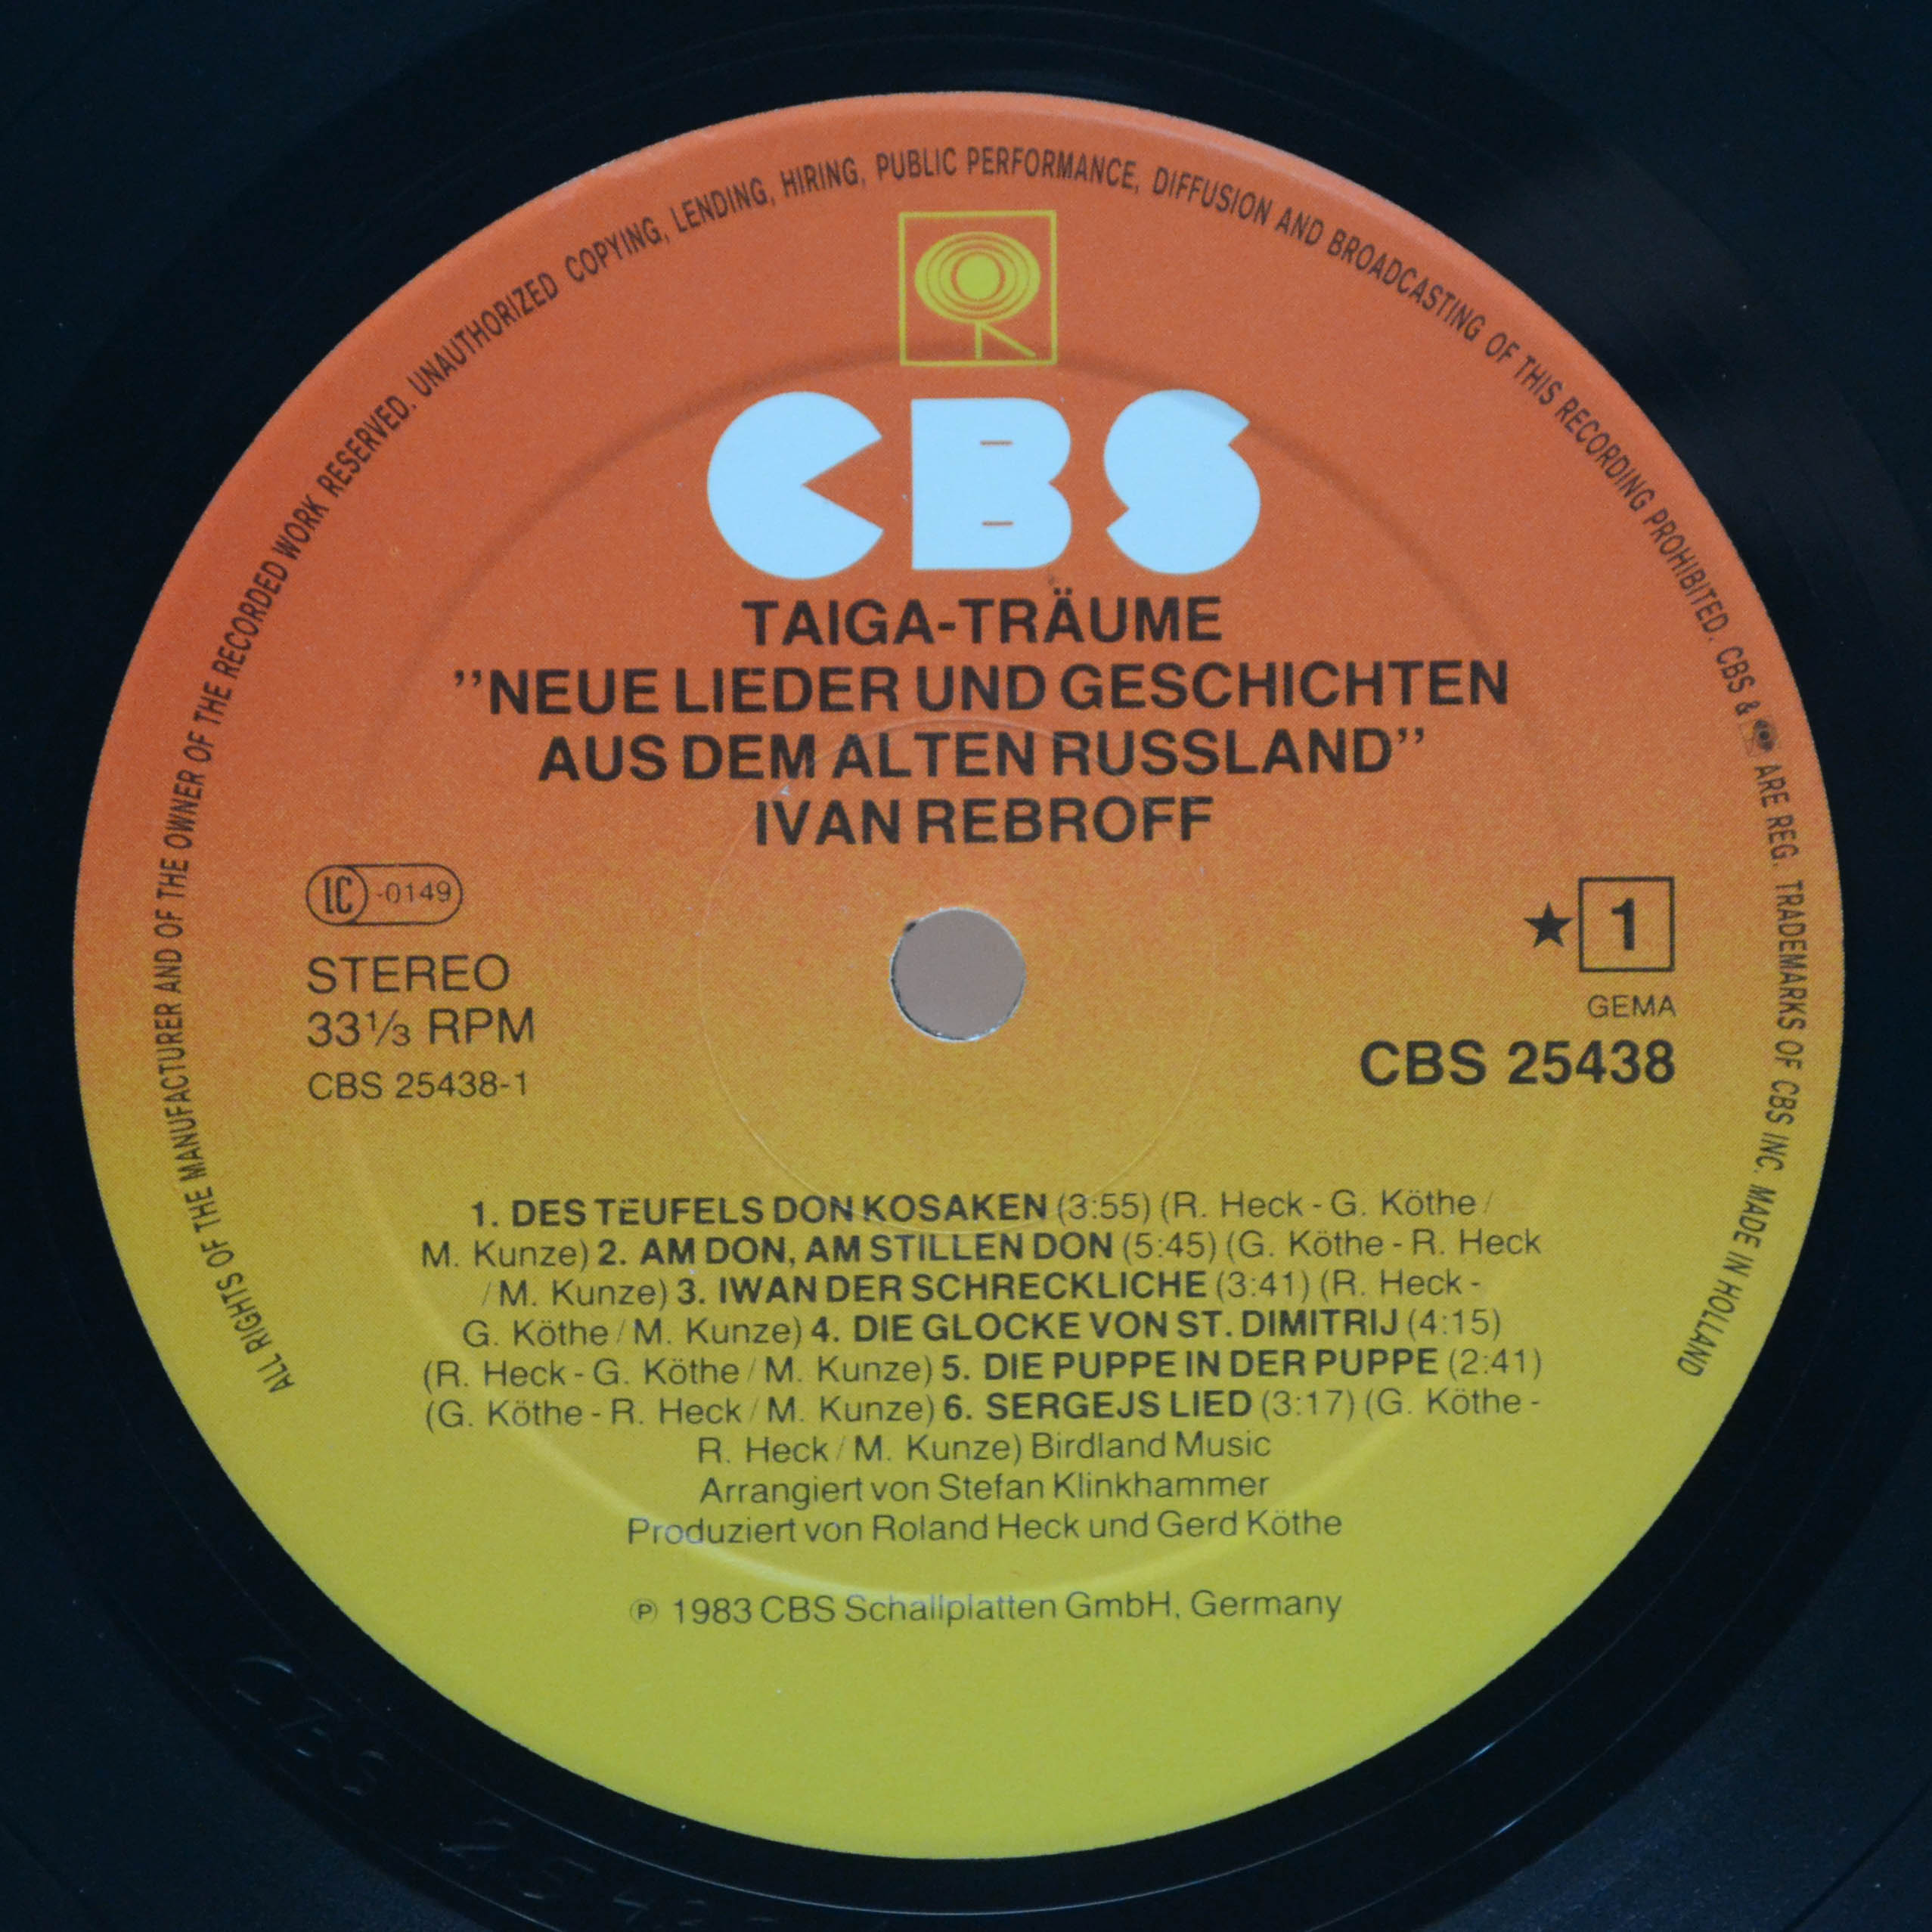 ALL RIGHTS OF THE MANUFACTURER AND OF THE OWNER OF THE RECORDED WORK RESERVED. UNAUTHORIZED COPYING, LENDING, HIRING, PUBLIC PERFORMANCE, DIFFUSION AND BROADCASTING OF THIS RECORDING PROHIBITED. CBS & ARE REG. TRADEMARKS OF CBS INC. MADE IN HOLLAND
CBS
TAIGA-TRÄUME
"NEUE LIEDER UND GESCHICHTEN
AUS DEM ALTEN RUSSLAND"
IVAN REBROFF
LC -0149
STEREO
33⅓ RPM
CBS 25438-1
★ 1
GEMA
CBS 25438
1. DES TEUFELS DON KOSAKEN (3:55) (R. Heck - G. Köthe /
M. Kunze) 2. AM DON, AM STILLEN DON (5:45) (G. Köthe - R. Heck
/ M. Kunze) 3. IWAN DER SCHRECKLICHE (3:41) (R. Heck -
G. Köthe / M. Kunze) 4. DIE GLOCKE VON ST. DIMITRIJ (4:15)
(R. Heck - G. Köthe / M. Kunze) 5. DIE PUPPE IN DER PUPPE (2:41)
(G. Köthe - R. Heck / M. Kunze) 6. SERGEJS LIED (3:17) (G. Köthe -
R. Heck / M. Kunze) Birdland Music
Arrangiert von Stefan Klinkhammer
Produziert von Roland Heck und Gerd Köthe
℗ 1983 CBS Schallplatten GmbH, Germany
CBS